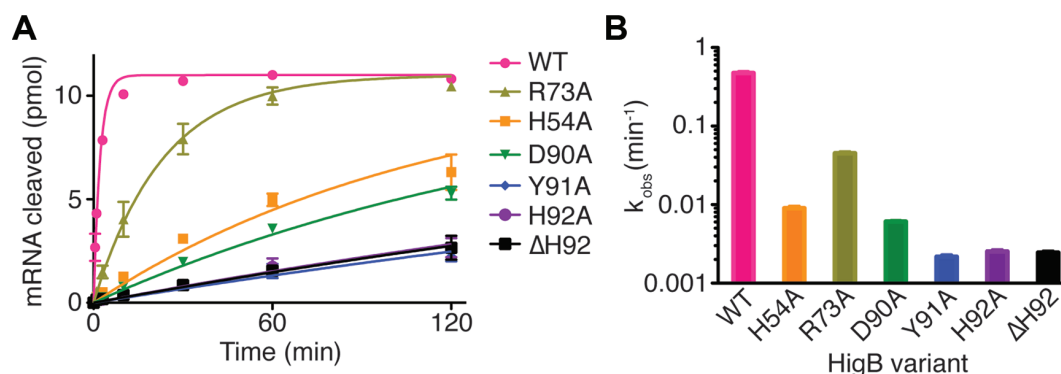 A
mRNA cleaved (pmol)
10
5
0
0
60
120
Time (min)
WT
R73A
H54A
D90A
Y91A
H92A
ΔH92
B
kobs (min-1)
1
0.1
0.01
0.001
WT
H54A
R73A
D90A
Y91A
H92A
ΔH92
HigB variant